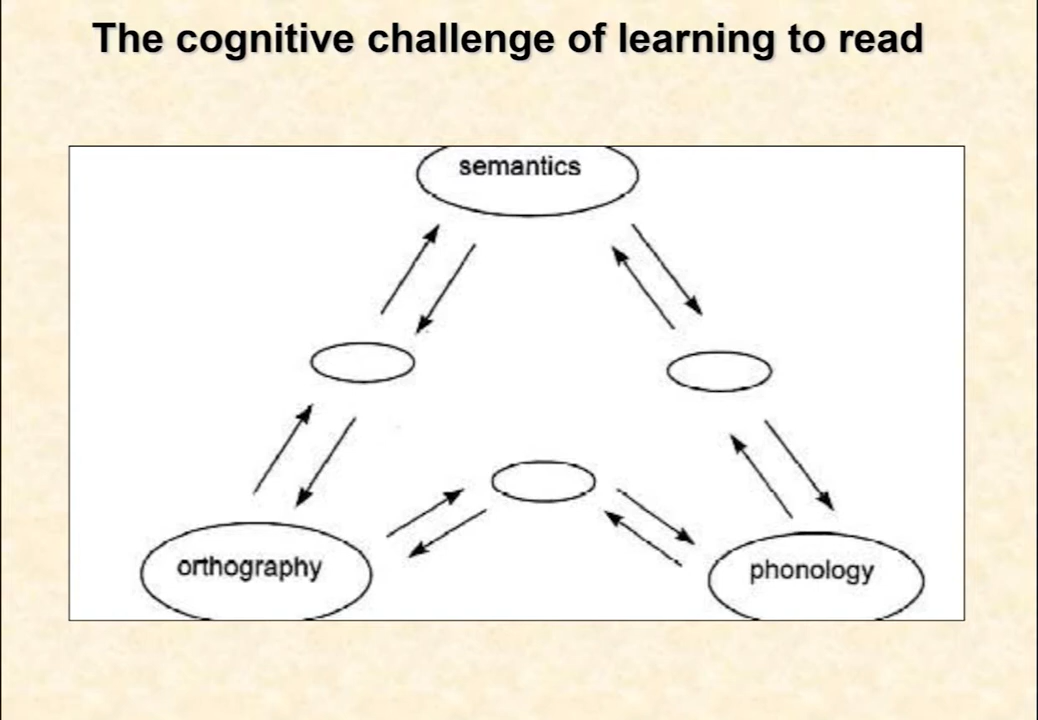 The cognitive challenge of learning to read
semantics
orthography
phonology